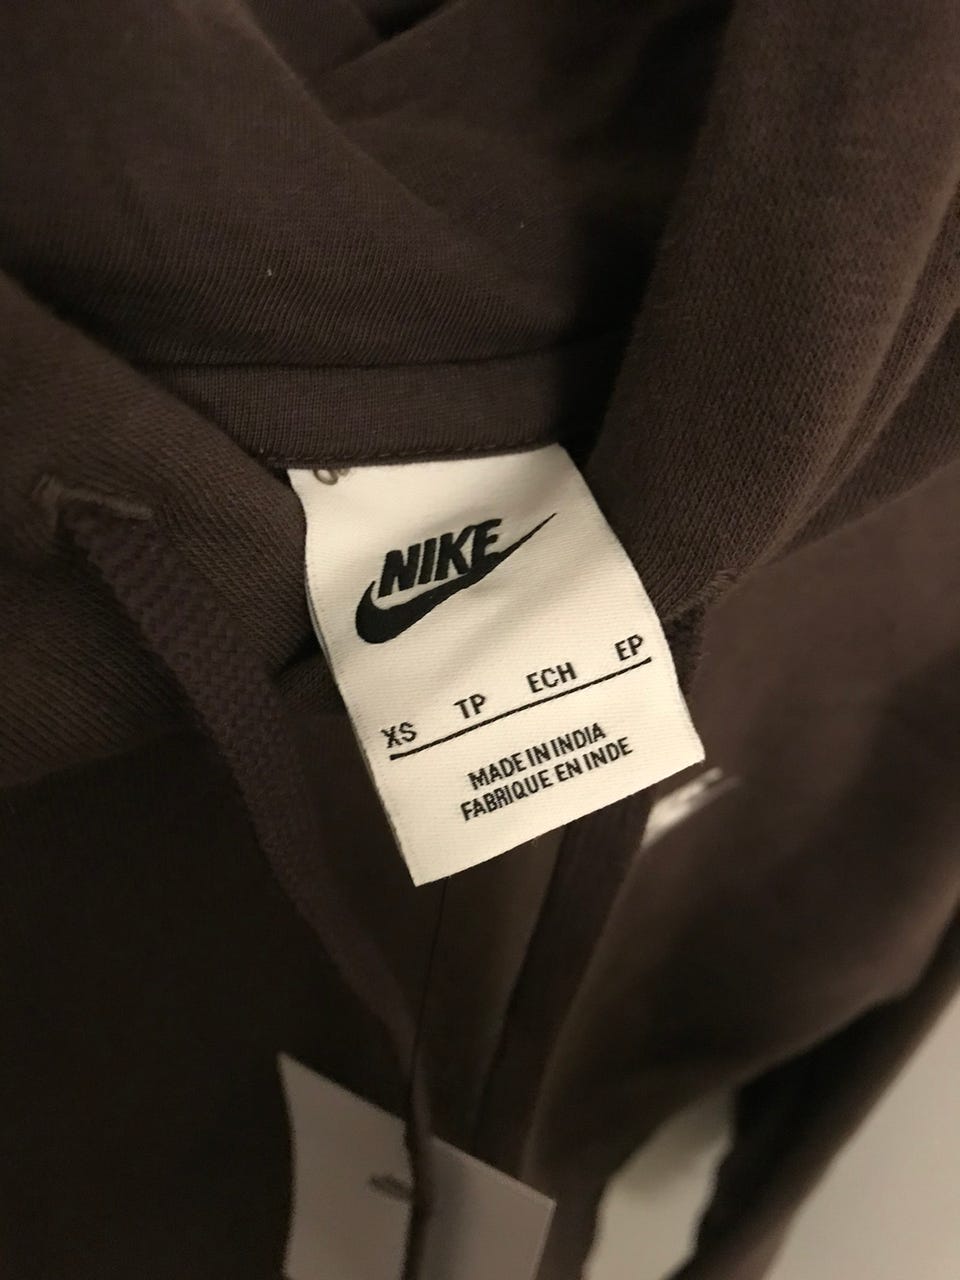 NIKE
XS TP ECH EP
MADE IN INDIA
FABRIQUE EN INDE